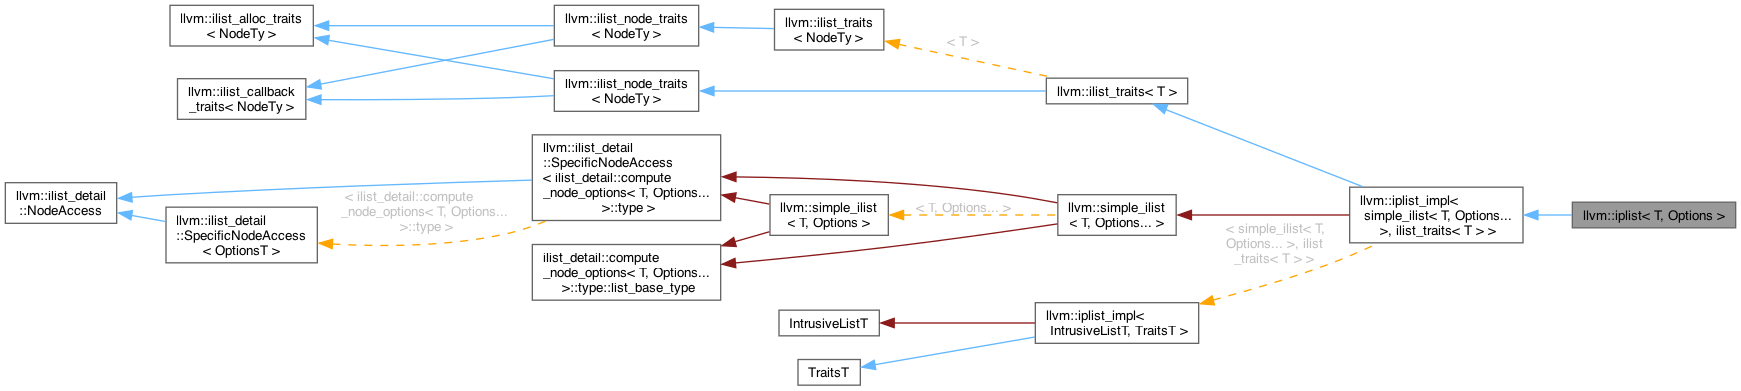 llvm::ilist_alloc_traits
< NodeTy >
llvm::ilist_node_traits
< NodeTy >
llvm::ilist_traits
< NodeTy >
< T >
llvm::ilist_callback
_traits< NodeTy >
llvm::ilist_node_traits
< NodeTy >
llvm::ilist_traits< T >
llvm::ilist_detail
::NodeAccess
llvm::ilist_detail
::SpecificNodeAccess
< OptionsT >
< ilist_detail::compute
_node_options< T, Options...
>::type >
llvm::ilist_detail
::SpecificNodeAccess
< ilist_detail::compute
_node_options< T, Options...
>::type >
ilist_detail::compute
_node_options< T, Options...
>::type::list_base_type
llvm::simple_ilist
< T, Options >
< T, Options... >
llvm::simple_ilist
< T, Options... >
< simple_ilist< T,
Options... >, ilist
_traits< T > >
llvm::iplist_impl<
simple_ilist< T, Options...
>, ilist_traits< T > >
llvm::iplist< T, Options >
IntrusiveListT
TraitsT
llvm::iplist_impl<
IntrusiveListT, TraitsT >